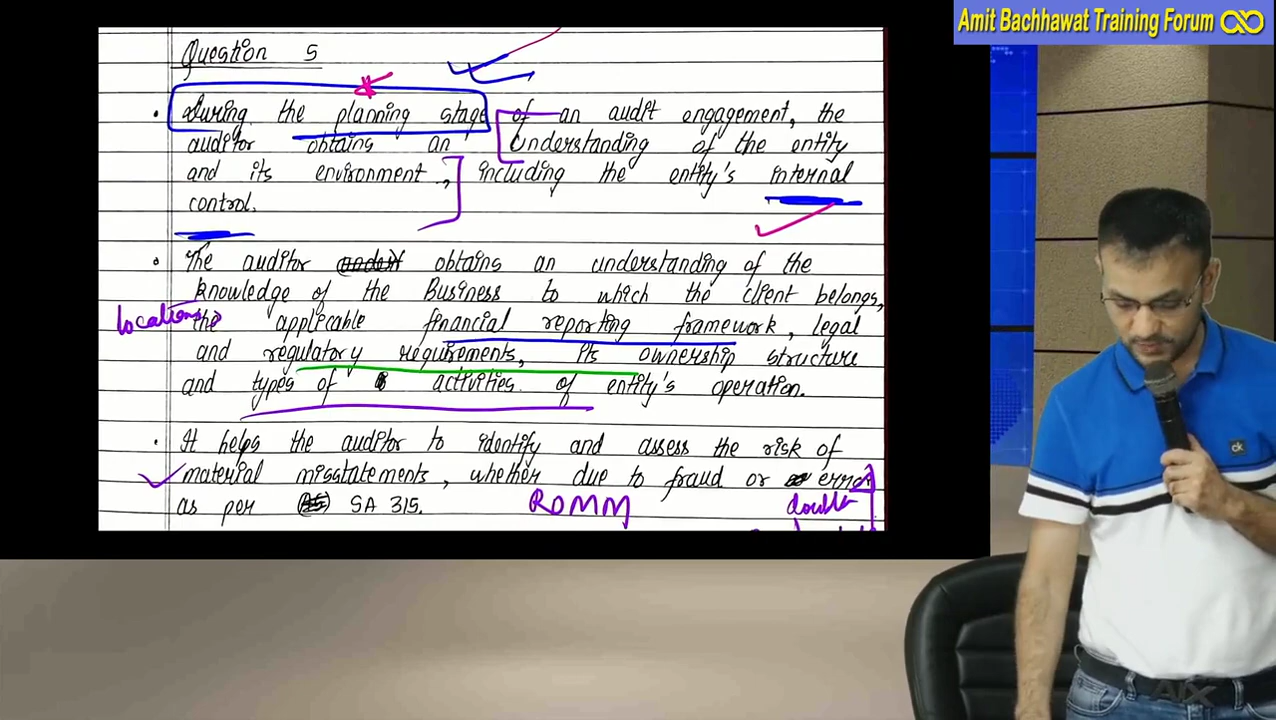 Amit Bachhawat Training Forum
Question 5
• During the planning stage of an audit engagement, the
auditor obtains an understanding of the entity
and its environment, including the entity's internal
control.
• The auditor obtains an understanding of the
knowledge of the Business to which the client belongs,
locations
the applicable financial reporting framework, legal
and regulatory requirements, its ownership structure
and types of activities of entity's operation.
• It helps the auditor to identify and assess the risk of
material misstatements, whether due to fraud or error
as per SA 315.
ROMM
double
CK